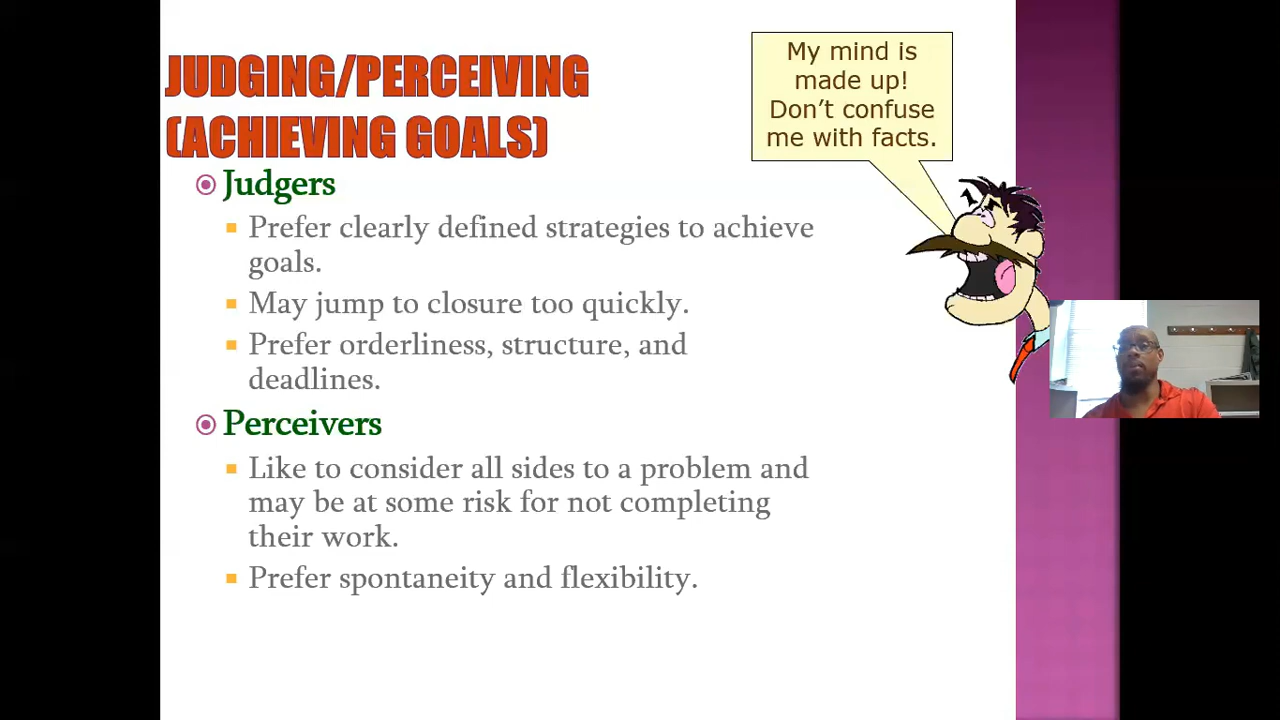 JUDGING/PERCEIVING
(ACHIEVING GOALS)
My mind is
made up!
Don’t confuse
me with facts.
Judgers
Prefer clearly defined strategies to achieve
goals.
May jump to closure too quickly.
Prefer orderliness, structure, and
deadlines.
Perceivers
Like to consider all sides to a problem and
may be at some risk for not completing
their work.
Prefer spontaneity and flexibility.